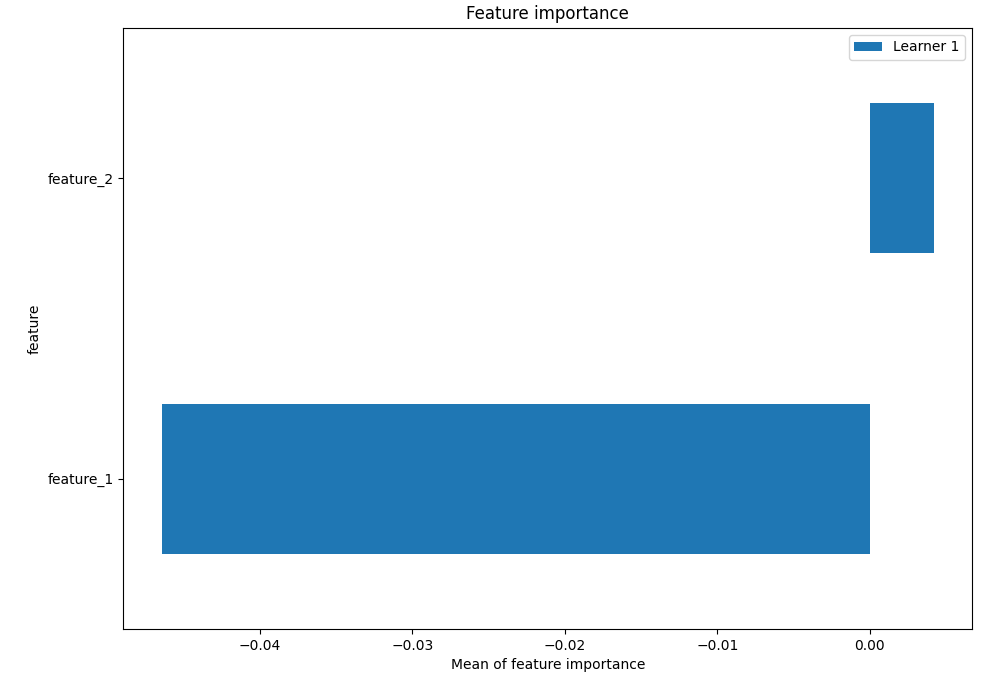 Feature importance
Learner 1
feature_2
feature
feature_1
−0.04 −0.03 −0.02 −0.01 0.00
Mean of feature importance